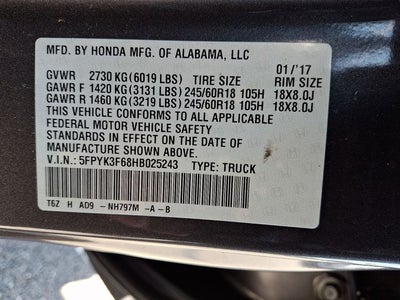 MFD. BY HONDA MFG. OF ALABAMA, LLC
01/'17
GVWR 2730 KG (6019 LBS) TIRE SIZE RIM SIZE
GAWR F 1420 KG (3131 LBS) 245/60R18 105H 18X8.0J
GAWR R 1460 KG (3219 LBS) 245/60R18 105H 18X8.0J
THIS VEHICLE CONFORMS TO ALL APPLICABLE
FEDERAL MOTOR VEHICLE SAFETY
STANDARDS IN EFFECT ON THE DATE OF
MANUFACTURE SHOWN ABOVE.
V.I.N.: 5FPYK3F68HB025243 TYPE: TRUCK
T6Z H AD9 -NH797M -A-B